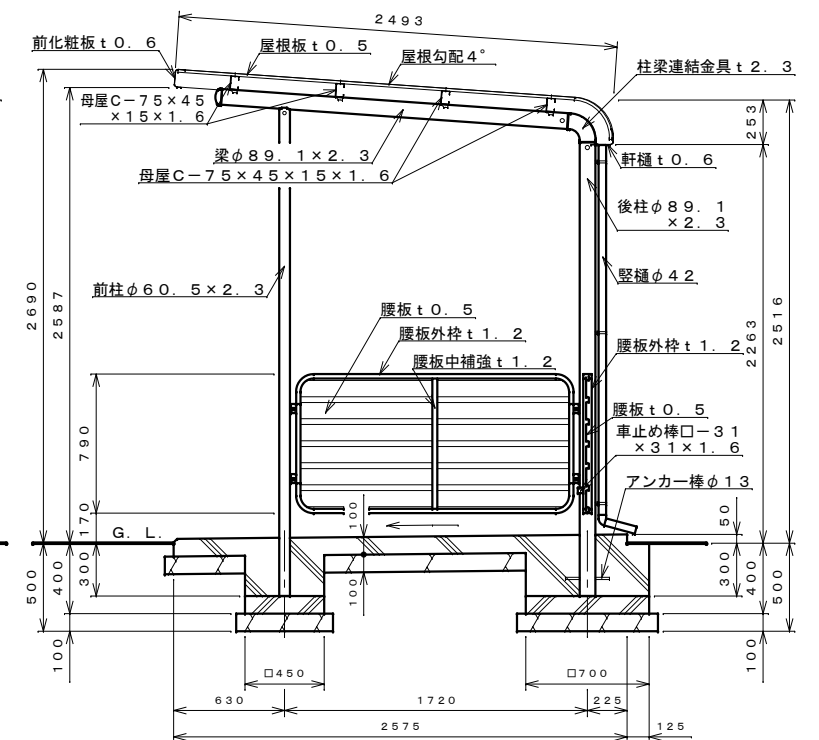 2493
前化粧板ｔ０．６
屋根板ｔ０．５
屋根勾配４°
柱梁連結金具ｔ２．３
母屋Ｃ－７５×４５
×１５×１．６
253
梁φ８９．１×２．３
母屋Ｃ－７５×４５×１５×１．６
軒樋ｔ０．６
後柱φ８９．１
×２．３
竪樋φ４２
前柱φ６０．５×２．３
2690
2587
2263
2516
腰板ｔ０．５
腰板外枠ｔ１．２
腰板中補強ｔ１．２
腰板外枠ｔ１．２
腰板ｔ０．５
車止め棒□－３１
×３１×１．６
アンカー棒φ１３
790
170
100
50
Ｇ．Ｌ．
500
400
300
100
100
300
400
500
100
□450
□700
630
1720
225
2575
125